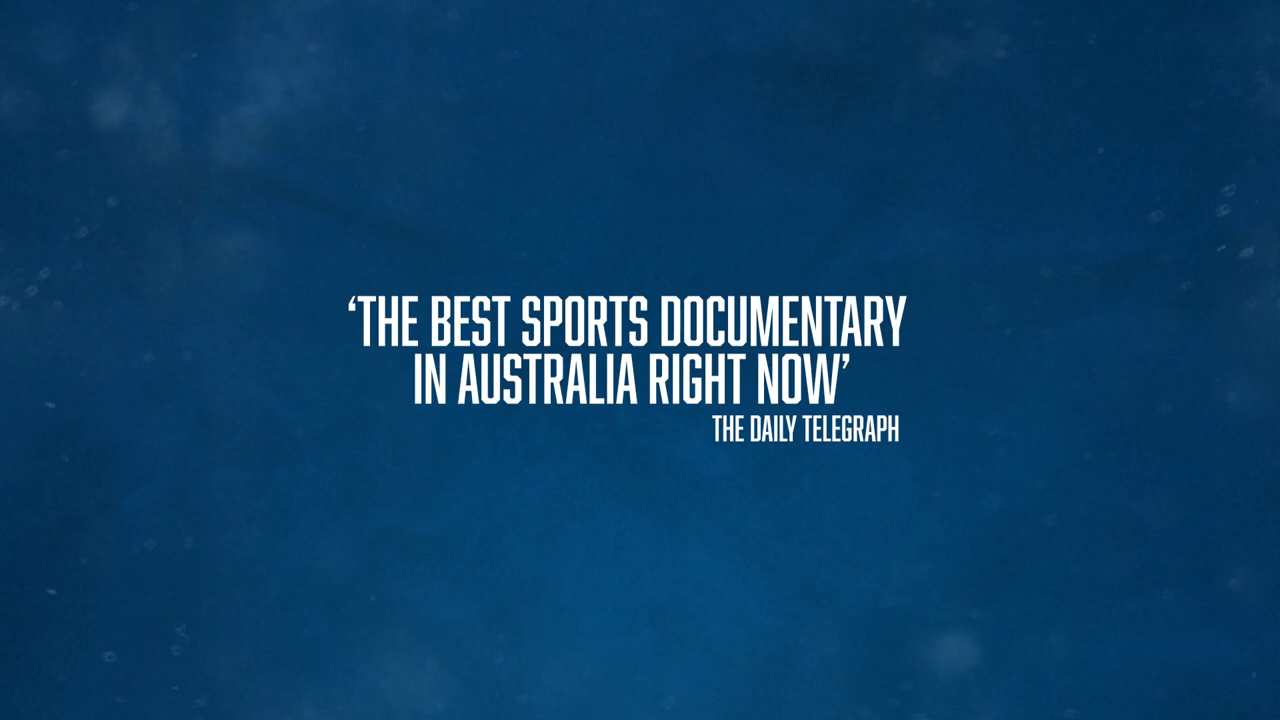 ‘THE BEST SPORTS DOCUMENTARY
IN AUSTRALIA RIGHT NOW’
THE DAILY TELEGRAPH